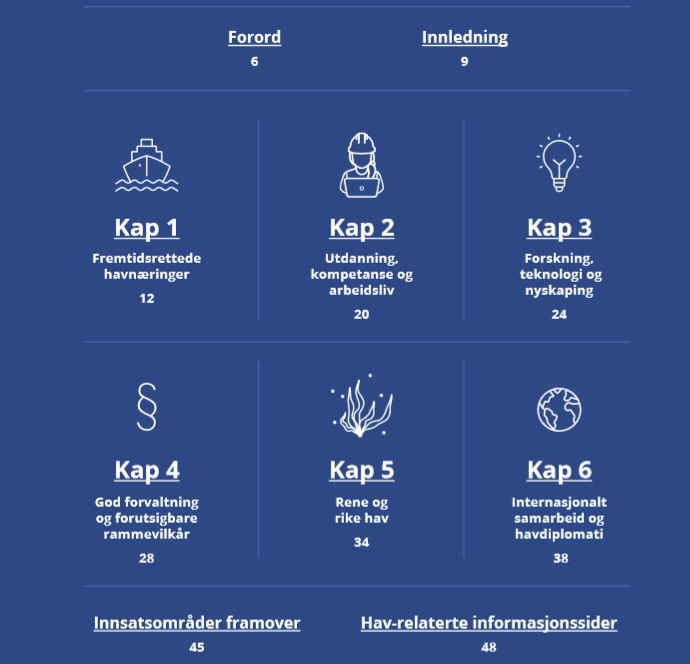 Forord
6
Innledning
9
Kap 1
Fremtidsrettede
havnæringer
12
Kap 2
Utdanning,
kompetanse og
arbeidsliv
20
Kap 3
Forskning,
teknologi og
nyskaping
24
§
Kap 4
God forvaltning
og forutsigbare
rammevilkår
28
Kap 5
Rene og
rike hav
34
Kap 6
Internasjonalt
samarbeid og
havdiplomati
38
Innsatsområder framover
45
Hav-relaterte informasjonssider
48